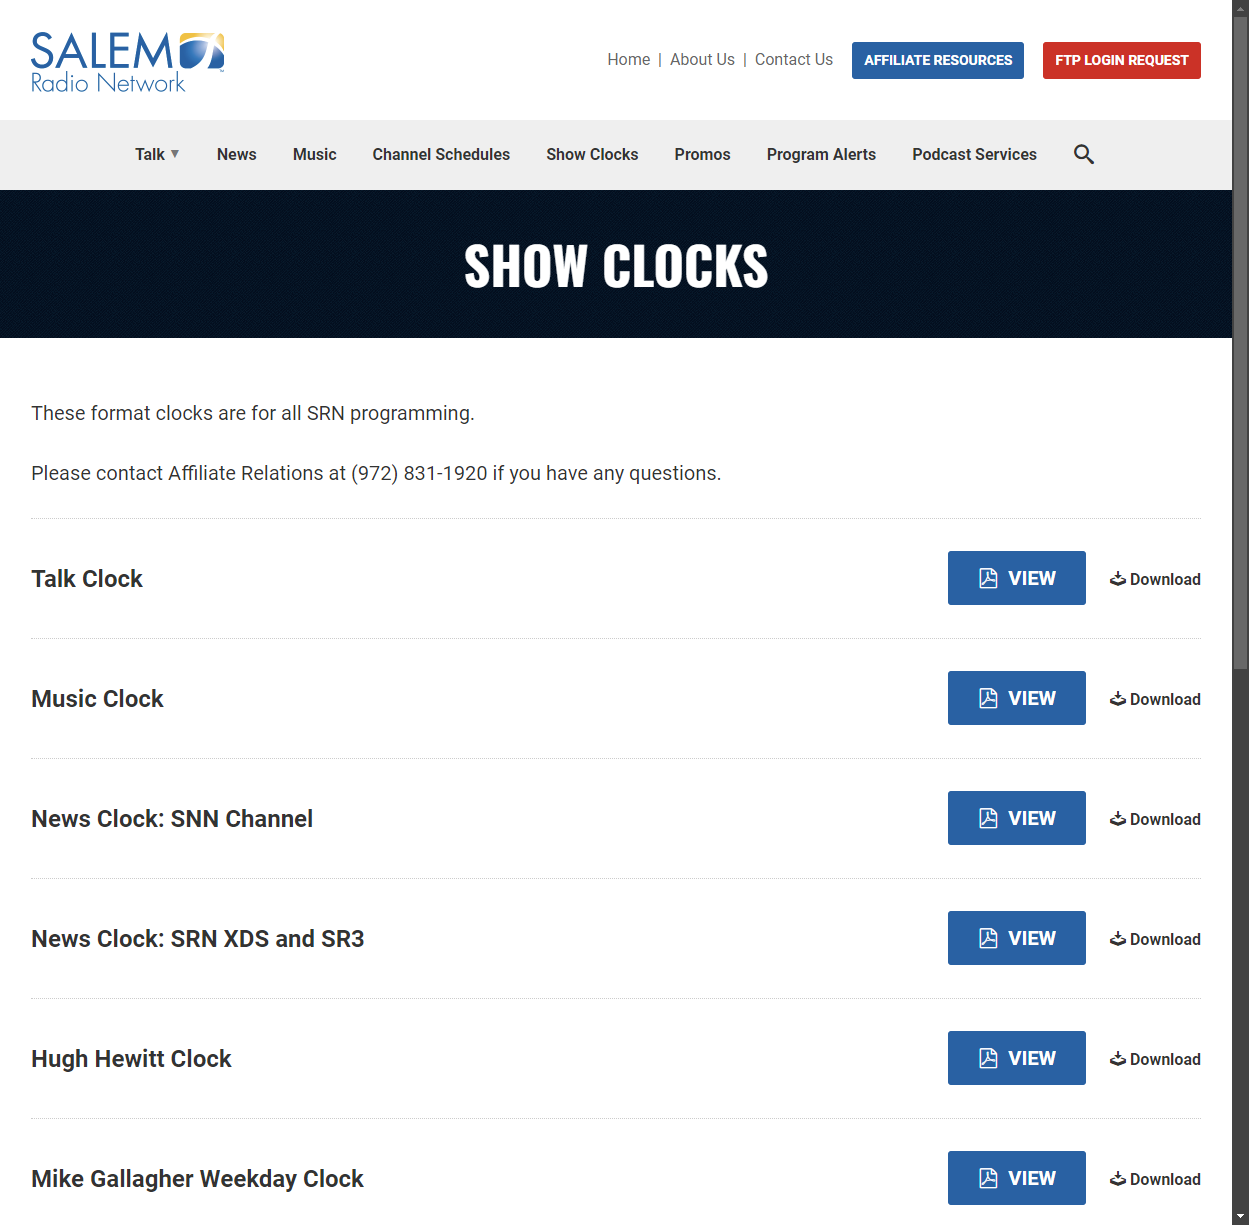 SALEM
Radio Network
Home | About Us | Contact Us
AFFILIATE RESOURCES
FTP LOGIN REQUEST
Talk ▼
News
Music
Channel Schedules
Show Clocks
Promos
Program Alerts
Podcast Services
SHOW CLOCKS
These format clocks are for all SRN programming.
Please contact Affiliate Relations at (972) 831-1920 if you have any questions.
Talk Clock
VIEW
Download
Music Clock
VIEW
Download
News Clock: SNN Channel
VIEW
Download
News Clock: SRN XDS and SR3
VIEW
Download
Hugh Hewitt Clock
VIEW
Download
Mike Gallagher Weekday Clock
VIEW
Download